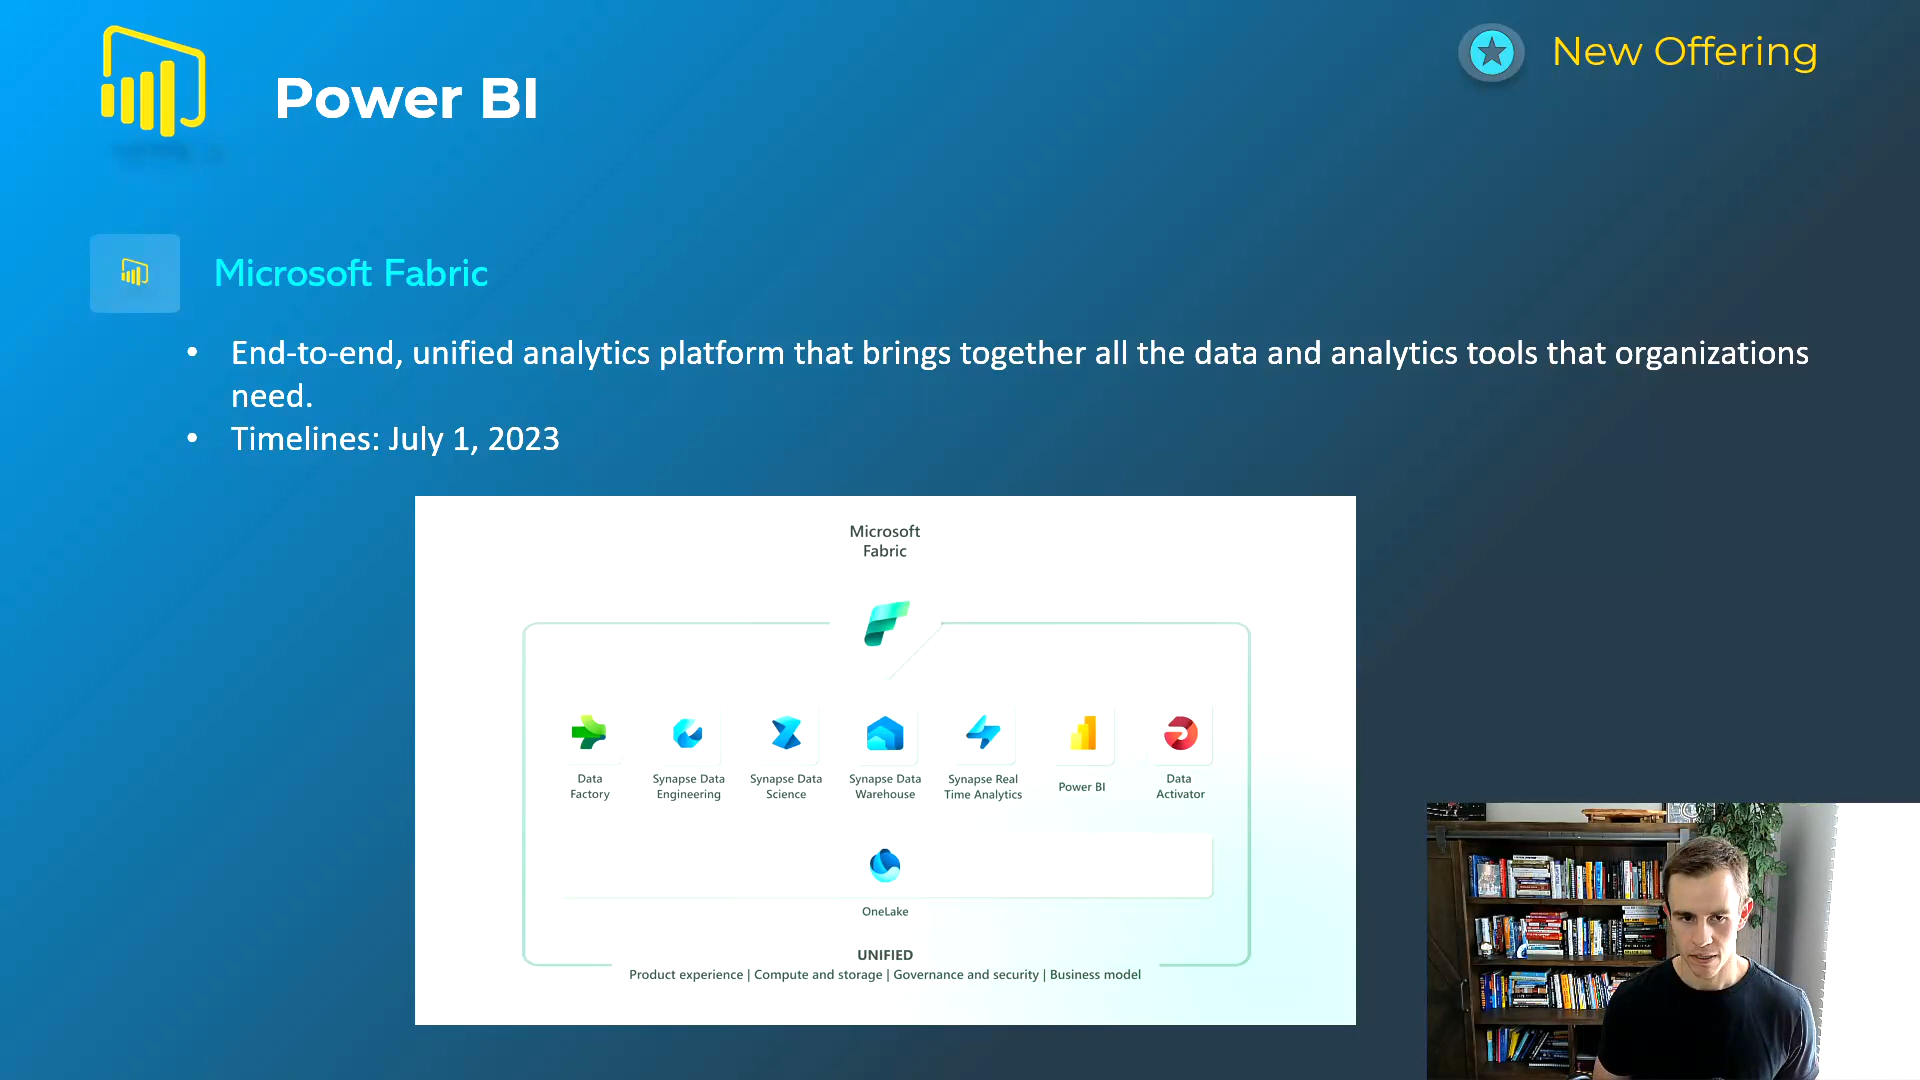 Power BI
New Offering
Microsoft Fabric
• End-to-end, unified analytics platform that brings together all the data and analytics tools that organizations
need.
• Timelines: July 1, 2023
Microsoft
Fabric
Data
Factory
Synapse Data
Engineering
Synapse Data
Science
Synapse Data
Warehouse
Synapse Real
Time Analytics
Power BI
Data
Activator
OneLake
UNIFIED
Product experience | Compute and storage | Governance and security | Business model